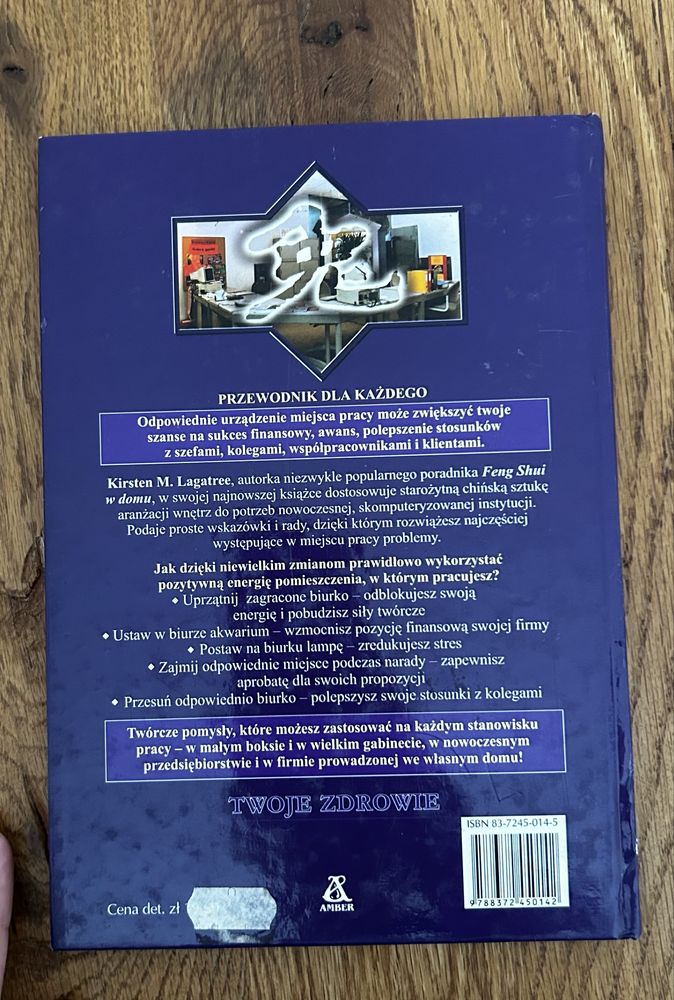 PRZEWODNIK DLA KAŻDEGO
Odpowiednie urządzenie miejsca pracy może zwiększyć twoje
szanse na sukces finansowy, awans, polepszenie stosunków
z szefami, kolegami, współpracownikami i klientami.
Kirsten M. Lagatree, autorka niezwykle popularnego poradnika Feng Shui
w domu, w swojej najnowszej książce dostosowuje starożytną chińską sztukę
aranżacji wnętrz do potrzeb nowoczesnej, skomputeryzowanej instytucji.
Podaje proste wskazówki i rady, dzięki którym rozwiążesz najczęściej
występujące w miejscu pracy problemy.
Jak dzięki niewielkim zmianom prawidłowo wykorzystać
pozytywną energię pomieszczenia, w którym pracujesz?
◆ Uprzątnij zagracone biurko – odblokujesz swoją
energię i pobudzisz siły twórcze
◆ Ustaw w biurze akwarium – wzmocnisz pozycję finansową swojej firmy
◆ Postaw na biurku lampę – zredukujesz stres
◆ Zajmij odpowiednie miejsce podczas narady – zapewnisz
aprobatę dla swoich propozycji
◆ Przesuń odpowiednio biurko – polepszysz swoje stosunki z kolegami
Twórcze pomysły, które możesz zastosować na każdym stanowisku
pracy – w małym boksie i w wielkim gabinecie, w nowoczesnym
przedsiębiorstwie i w firmie prowadzonej we własnym domu!
TWOJE ZDROWIE
ISBN 83-7245-014-5
9788372450142
Cena det. zł
AMBER